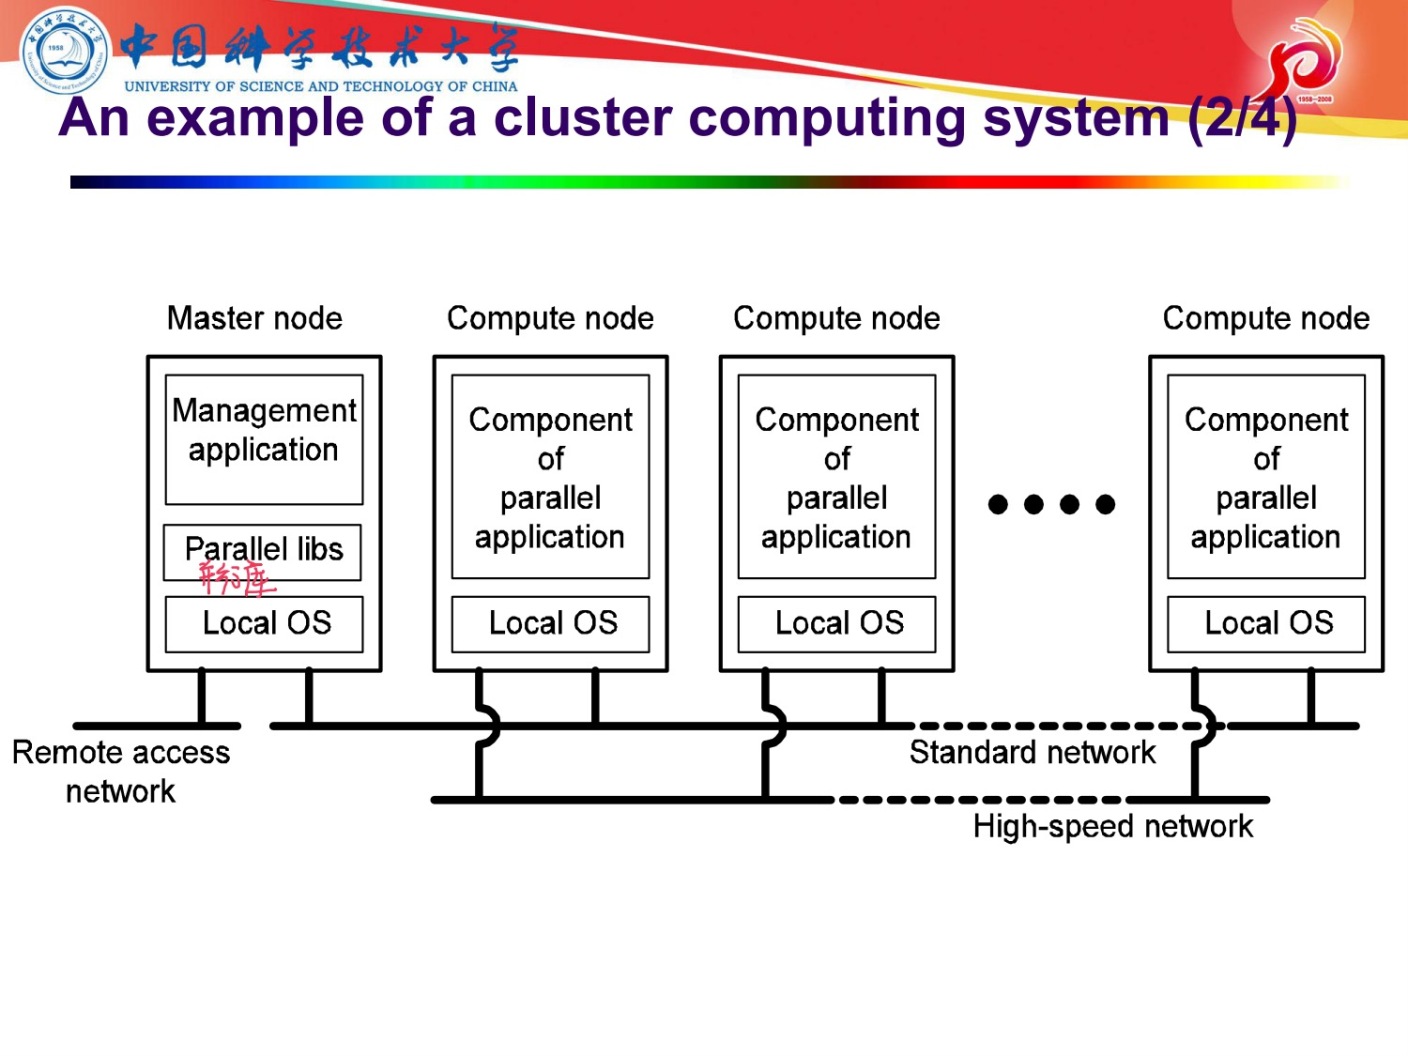 中国科学技术大学
UNIVERSITY OF SCIENCE AND TECHNOLOGY OF CHINA
1958
1958—2008
An example of a cluster computing system (2/4)
Master node
Compute node
Compute node
Compute node
Management
application
Parallel libs
Local OS
Component
of
parallel
application
Local OS
Component
of
parallel
application
Local OS
Component
of
parallel
application
Local OS
Remote access
network
Standard network
High-speed network